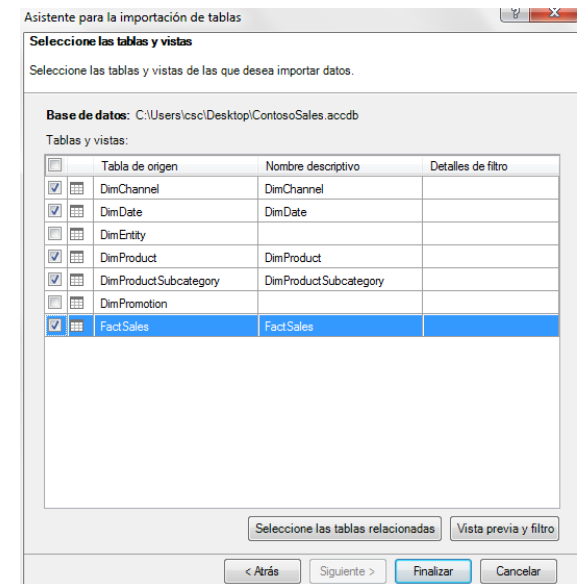 Asistente para la importación de tablas
? X
Seleccione las tablas y vistas
Seleccione las tablas y vistas de las que desea importar datos.
Base de datos: C:\Users\csc\Desktop\ContosoSales.accdb
Tablas y vistas:
Tabla de origen Nombre descriptivo Detalles de filtro
DimChannel DimChannel
DimDate DimDate
DimEntity
DimProduct DimProduct
DimProductSubcategory DimProductSubcategory
DimPromotion
FactSales FactSales
Seleccione las tablas relacionadas Vista previa y filtro
< Atrás Siguiente > Finalizar Cancelar